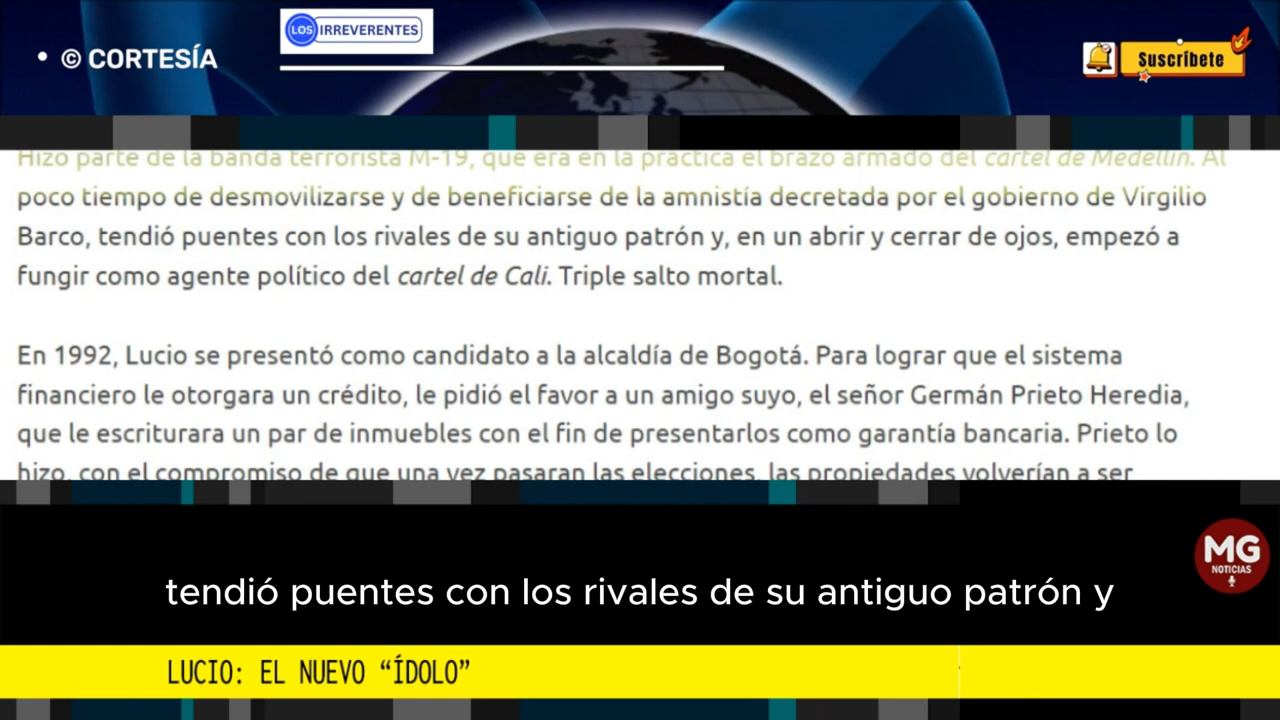 • © CORTESÍA
LOS IRREVERENTES
Suscríbete
Hizo parte de la banda terrorista M-19, que era en la práctica el brazo armado del cartel de Medellín. Al
poco tiempo de desmovilizarse y de beneficiarse de la amnistía decretada por el gobierno de Virgilio
Barco, tendió puentes con los rivales de su antiguo patrón y, en un abrir y cerrar de ojos, empezó a
fungir como agente político del cartel de Cali. Triple salto mortal.
En 1992, Lucio se presentó como candidato a la alcaldía de Bogotá. Para lograr que el sistema
financiero le otorgara un crédito, le pidió el favor a un amigo suyo, el señor Germán Prieto Heredia,
que le escriturara un par de inmuebles con el fin de presentarlos como garantía bancaria. Prieto lo
hizo, con el compromiso de que una vez pasaran las elecciones, las propiedades volverían a ser
MG
NOTICIAS
tendió puentes con los rivales de su antiguo patrón y
LUCIO: EL NUEVO “ÍDOLO”